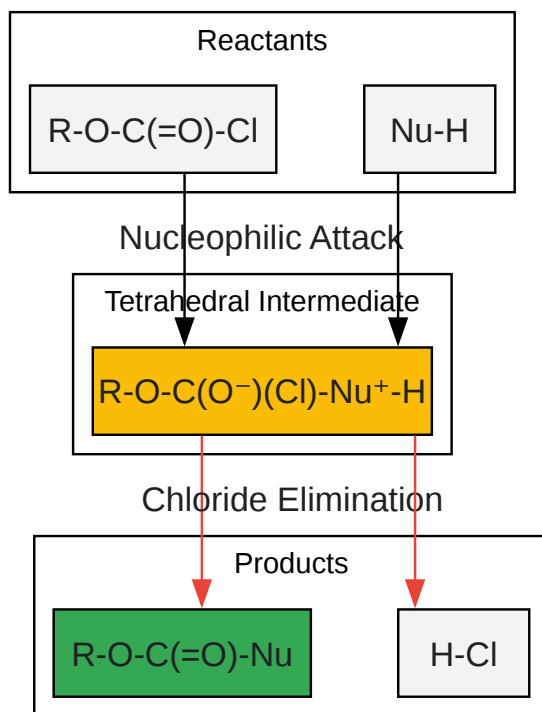 Reactants
R-O-C(=O)-Cl
Nu-H
Nucleophilic Attack
Tetrahedral Intermediate
R-O-C(O⁻)(Cl)-Nu⁺-H
Chloride Elimination
Products
R-O-C(=O)-Nu
H-Cl